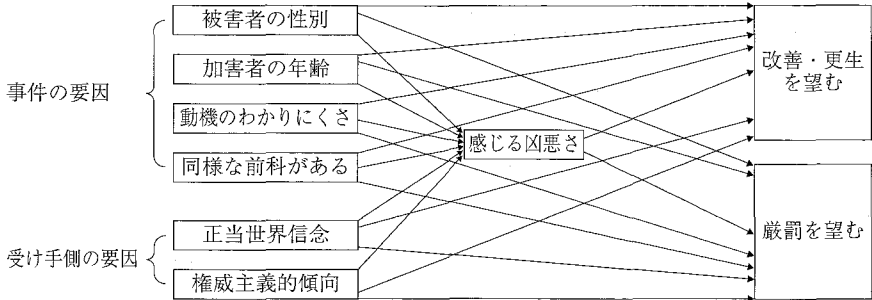 被害者の性別
加害者の年齢
事件の要因
動機のわかりにくさ
同様な前科がある
感じる凶悪さ
改善・更生
を望む
正当世界信念
受け手側の要因
権威主義的傾向
厳罰を望む